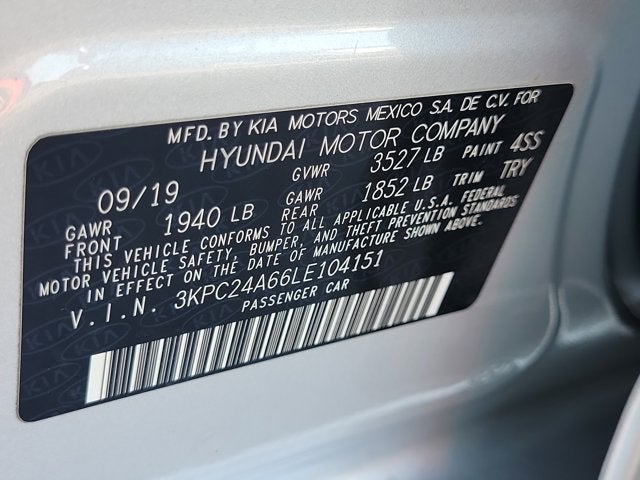 MFD. BY KIA MOTORS MEXICO S.A. DE C.V. FOR
HYUNDAI MOTOR COMPANY
09/19 GVWR 3527 LB PAINT 4SS
GAWR FRONT 1940 LB GAWR REAR 1852 LB TRIM TRY
THIS VEHICLE CONFORMS TO ALL APPLICABLE U.S.A. FEDERAL
MOTOR VEHICLE SAFETY, BUMPER, AND THEFT PREVENTION STANDARDS
IN EFFECT ON THE DATE OF MANUFACTURE SHOWN ABOVE.
V.I.N. 3KPC24A66LE104151
PASSENGER CAR